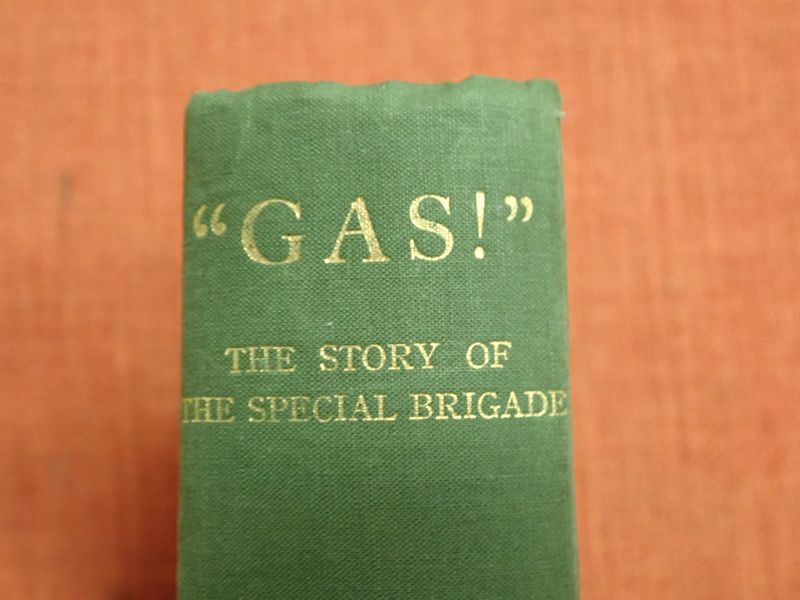 “GAS!”
THE STORY OF
THE SPECIAL BRIGADE